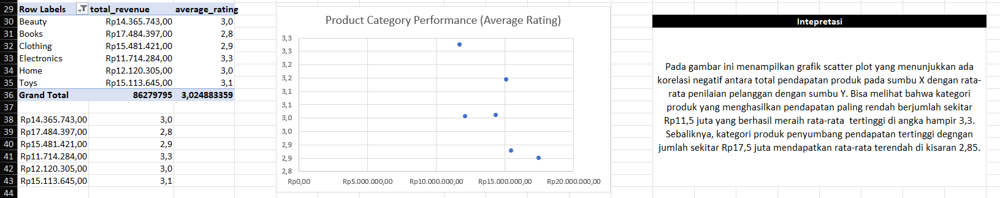 29 Row Labels total_revenue average_rating
30 Beauty Rp14.365.743,00 3,0
31 Books Rp17.484.397,00 2,8
32 Clothing Rp15.481.421,00 2,9
33 Electronics Rp11.714.284,00 3,3
34 Home Rp12.120.305,00 3,0
35 Toys Rp15.113.645,00 3,1
36 Grand Total 86279795 3,024883359
37
38 Rp14.365.743,00 3,0
39 Rp17.484.397,00 2,8
40 Rp15.481.421,00 2,9
41 Rp11.714.284,00 3,3
42 Rp12.120.305,00 3,0
43 Rp15.113.645,00 3,1
44
Product Category Performance (Average Rating)
3,3
3,3
3,2
3,2
3,1
3,1
3,0
3,0
2,9
2,9
2,8
Rp0,00 Rp5.000.000,00 Rp10.000.000,00 Rp15.000.000,00 Rp20.000.000,00
Intepretasi
Pada gambar ini menampilkan grafik scatter plot yang menunjukkan ada
korelasi negatif antara total pendapatan produk pada sumbu X dengan rata-
rata penilaian pelanggan dengan sumbu Y. Bisa melihat bahwa kategori
produk yang menghasilkan pendapatan paling rendah berjumlah sekitar
Rp11,5 juta yang berhasil meraih rata-rata tertinggi di angka hampir 3,3.
Sebaliknya, kategori produk penyumbang pendapatan tertinggi degngan
jumlah sekitar Rp17,5 juta mendapatkan rata-rata terendah di kisaran 2,85.